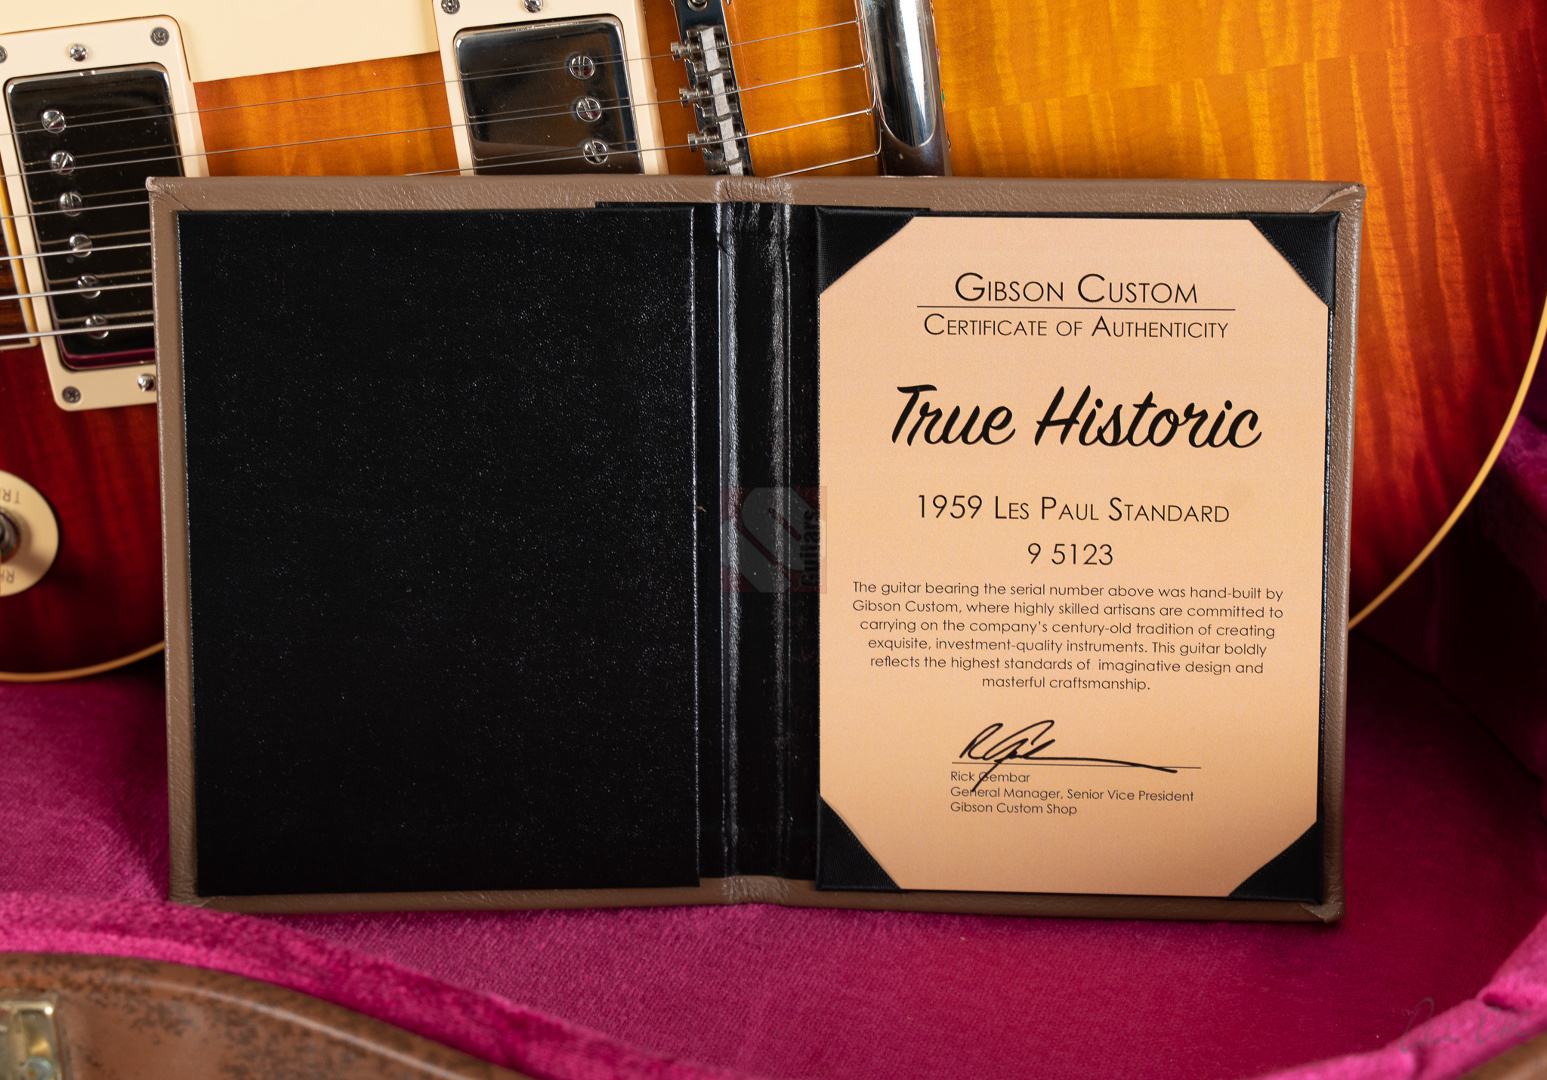 Gibson Custom
Certificate of Authenticity
True Historic
1959 Les Paul Standard
9 5123
The guitar bearing the serial number above was hand-built by
Gibson Custom, where highly skilled artisans are committed to
carrying on the company's century-old tradition of creating
exquisite, investment-quality instruments. This guitar boldly
reflects the highest standards of imaginative design and
masterful craftsmanship.
Rick Gembar
General Manager, Senior Vice President
Gibson Custom Shop
Guitars